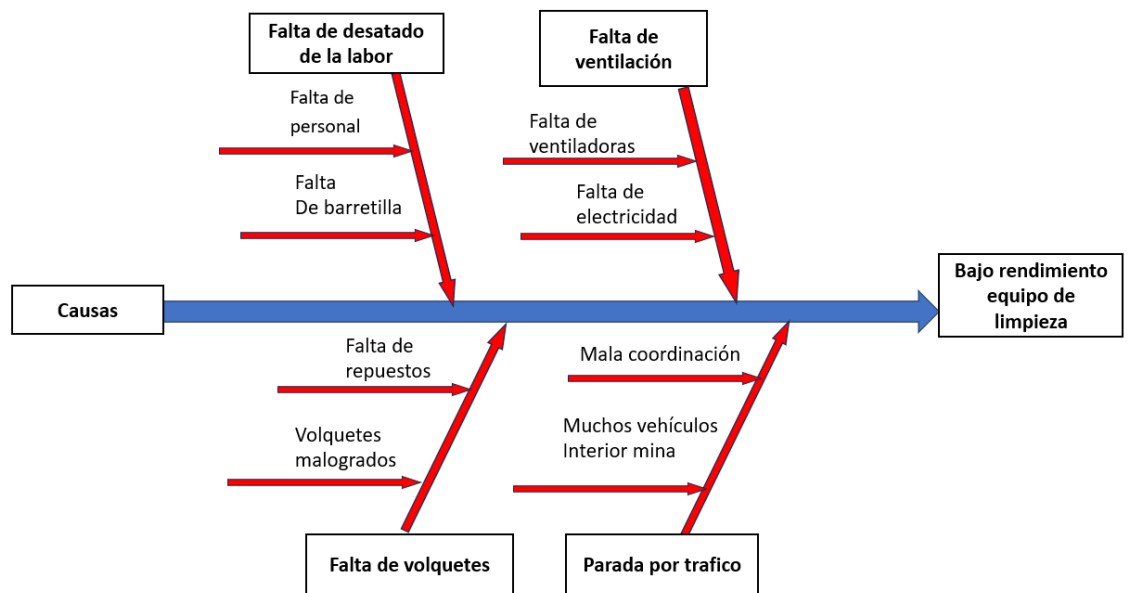 Falta de desatado
de la labor
Falta de
ventilación
Falta de
personal
Falta de
ventiladoras
Falta
De barretilla
Falta de
electricidad
Causas
Bajo rendimiento
equipo de
limpieza
Falta de
repuestos
Mala coordinación
Volquetes
malogrados
Muchos vehículos
Interior mina
Falta de volquetes
Parada por trafico